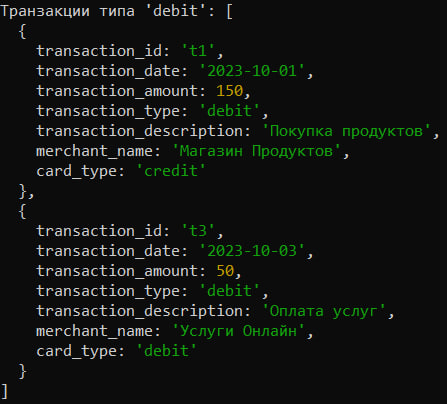 Транзакции типа 'debit': [
  {
    transaction_id: 't1',
    transaction_date: '2023-10-01',
    transaction_amount: 150,
    transaction_type: 'debit',
    transaction_description: 'Покупка продуктов',
    merchant_name: 'Магазин Продуктов',
    card_type: 'credit'
  },
  {
    transaction_id: 't3',
    transaction_date: '2023-10-03',
    transaction_amount: 50,
    transaction_type: 'debit',
    transaction_description: 'Оплата услуг',
    merchant_name: 'Услуги Онлайн',
    card_type: 'debit'
  }
]